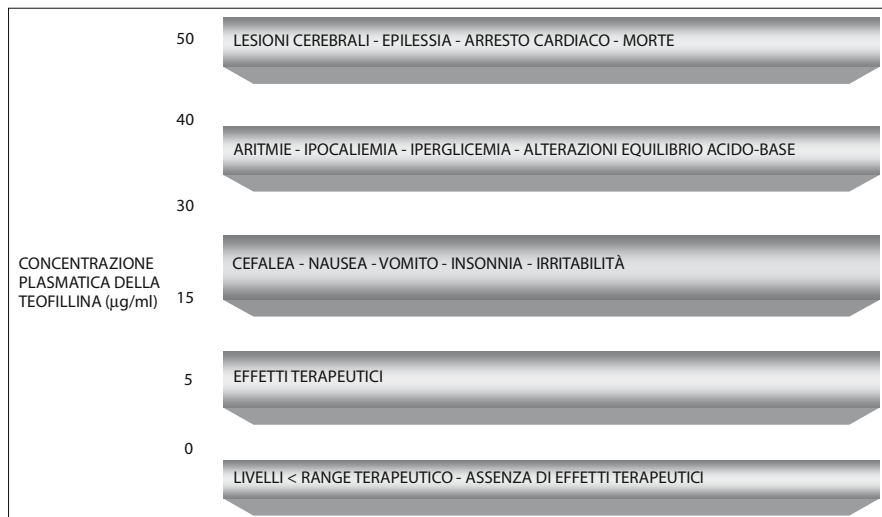 50
LESIONI CEREBRALI - EPILESSIA - ARRESTO CARDIACO - MORTE
40
ARITMIE - IPOCALIEMIA - IPERGLICEMIA - ALTERAZIONI EQUILIBRIO ACIDO-BASE
30
CONCENTRAZIONE
PLASMATICA DELLA
TEOFILLINA (µg/ml)
CEFALEA - NAUSEA - VOMITO - INSONNIA - IRRITABILITÀ
15
5
EFFETTI TERAPEUTICI
0
LIVELLI < RANGE TERAPEUTICO - ASSENZA DI EFFETTI TERAPEUTICI